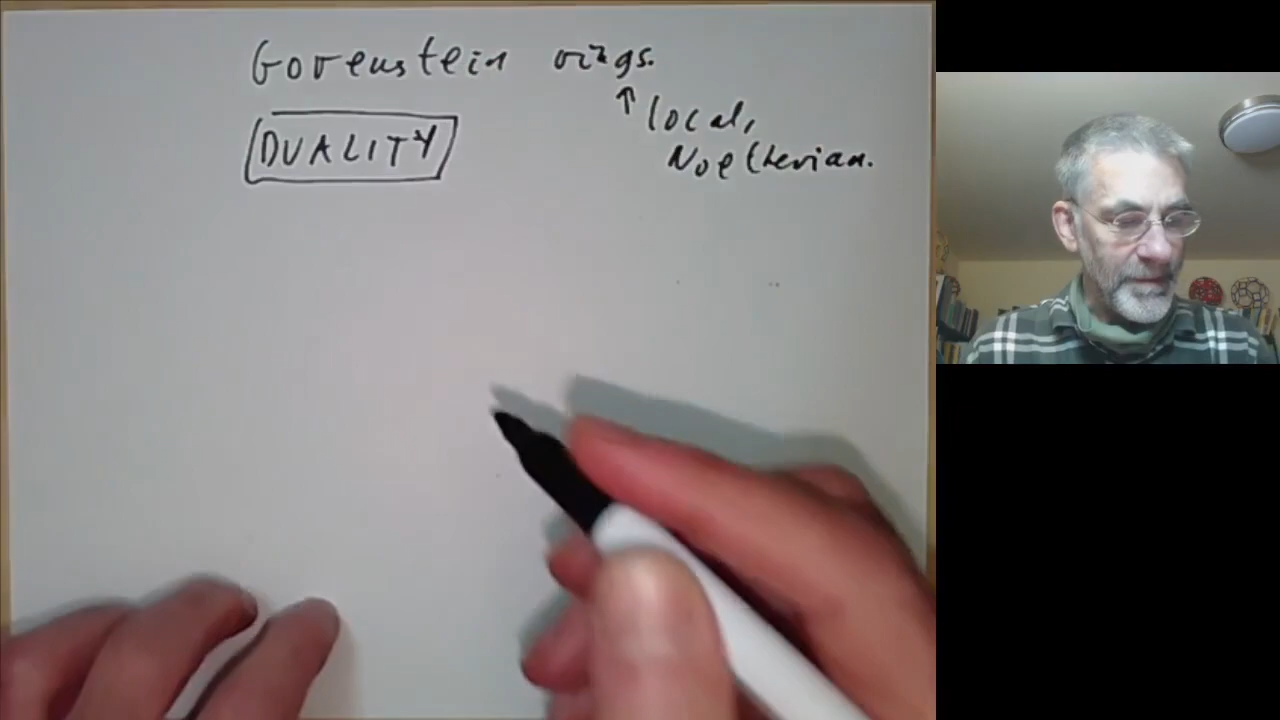 Gorenstein rings.
↑ local,
Noetherian.
DUALITY